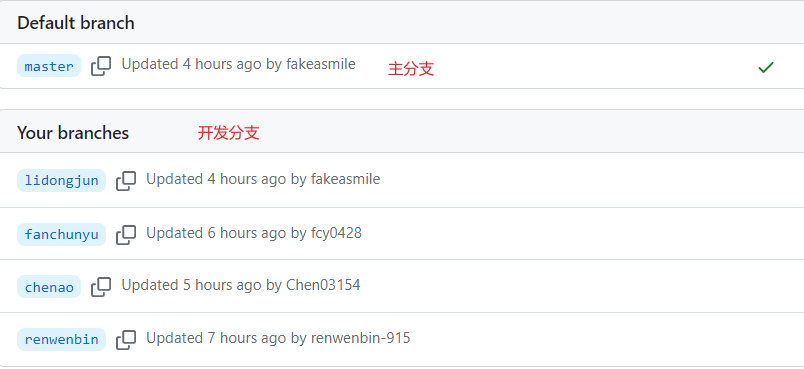 Default branch
master Updated 4 hours ago by fakeasmile 主分支
Your branches 开发分支
lidongjun Updated 4 hours ago by fakeasmile
fanchunyu Updated 6 hours ago by fcy0428
chenao Updated 5 hours ago by Chen03154
renwenbin Updated 7 hours ago by renwenbin-915